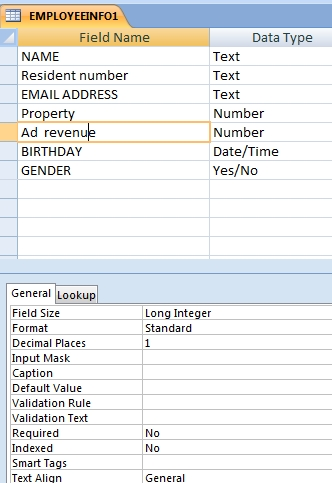 EMPLOYEEINFO1
Field Name Data Type
NAME Text
Resident number Text
EMAIL ADDRESS Text
Property Number
Ad revenue Number
BIRTHDAY Date/Time
GENDER Yes/No
General Lookup
Field Size Long Integer
Format Standard
Decimal Places 1
Input Mask
Caption
Default Value
Validation Rule
Validation Text
Required No
Indexed No
Smart Tags
Text Align General